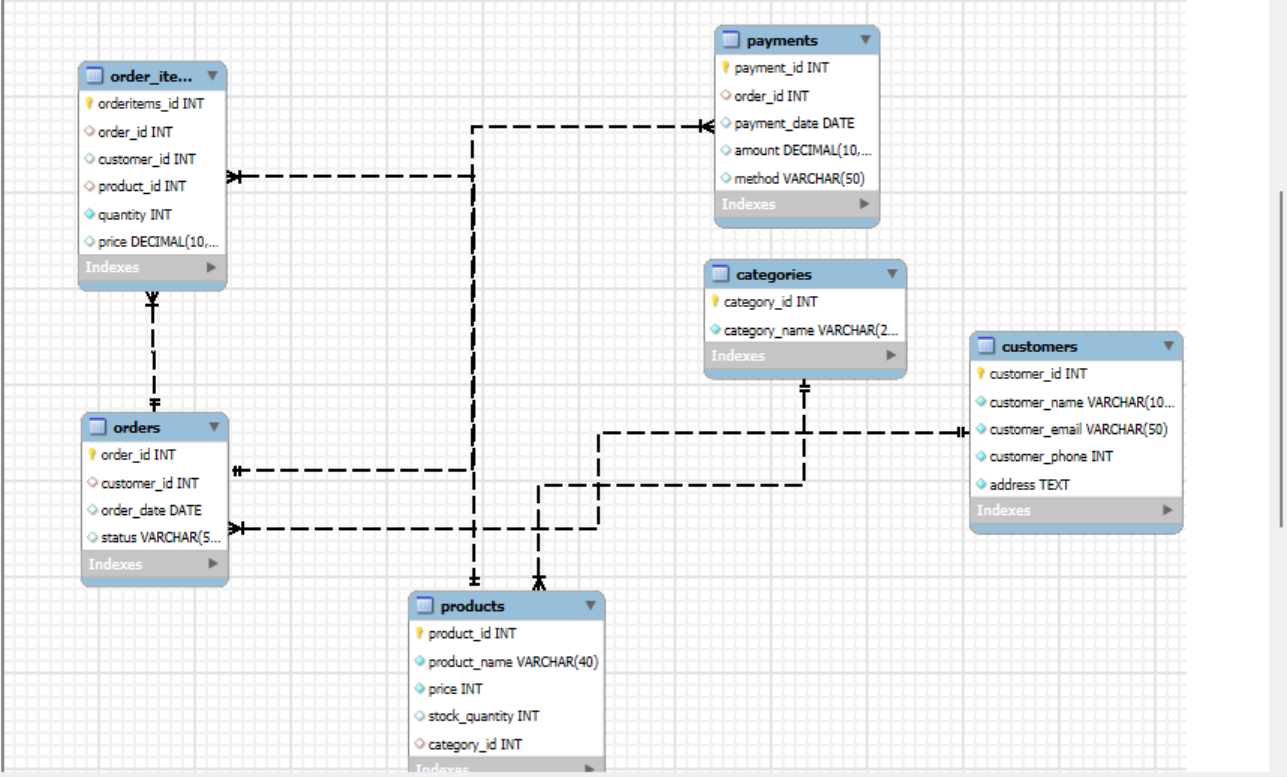 payments
payment_id INT
order_id INT
payment_date DATE
amount DECIMAL(10,...
method VARCHAR(50)
Indexes
order_ite...
orderitems_id INT
order_id INT
customer_id INT
product_id INT
quantity INT
price DECIMAL(10,...
Indexes
categories
category_id INT
category_name VARCHAR(2...
Indexes
customers
customer_id INT
customer_name VARCHAR(10...
customer_email VARCHAR(50)
customer_phone INT
address TEXT
Indexes
orders
order_id INT
customer_id INT
order_date DATE
status VARCHAR(5...
Indexes
products
product_id INT
product_name VARCHAR(40)
price INT
stock_quantity INT
category_id INT
Indexes